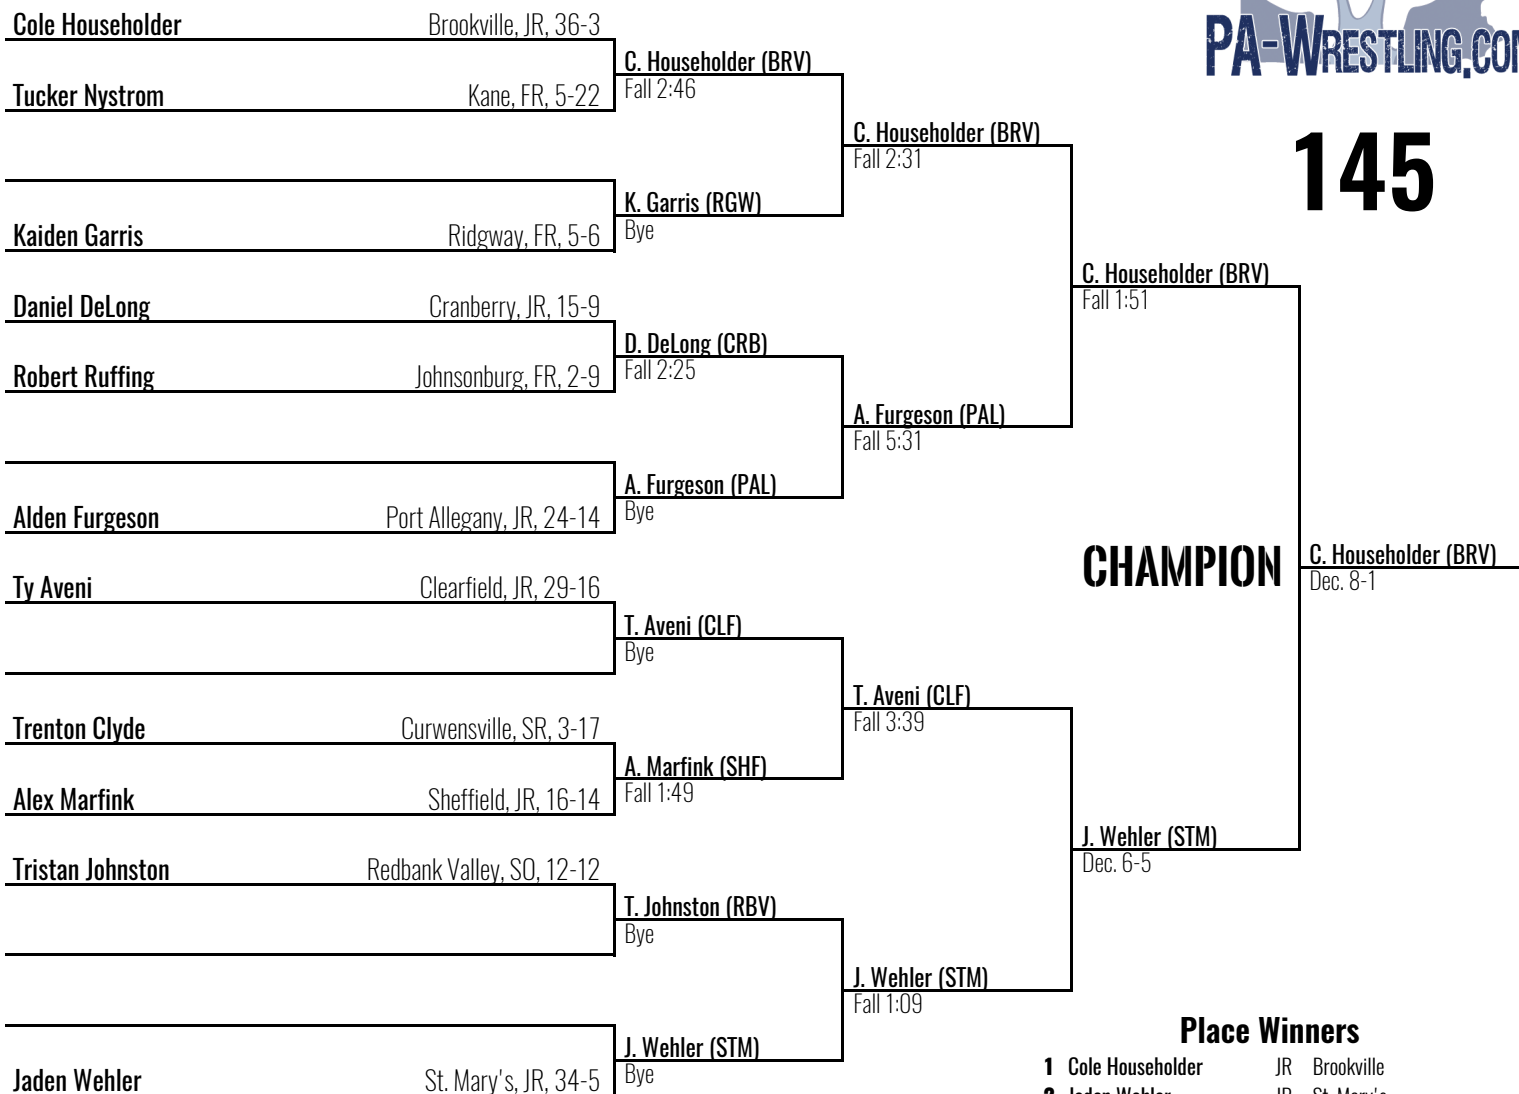 PA-WRESTLING.CO
145
Cole Householder Brookville, JR, 36-3
Tucker Nystrom Kane, FR, 5-22
Kaiden Garris Ridgway, FR, 5-6
Daniel DeLong Cranberry, JR, 15-9
Robert Ruffing Johnsonburg, FR, 2-9
Alden Furgeson Port Allegany, JR, 24-14
Ty Aveni Clearfield, JR, 29-16
Trenton Clyde Curwensville, SR, 3-17
Alex Marfink Sheffield, JR, 16-14
Tristan Johnston Redbank Valley, SO, 12-12
Jaden Wehler St. Mary's, JR, 34-5
C. Householder (BRV)
Fall 2:46
K. Garris (RGW)
Bye
D. DeLong (CRB)
Fall 2:25
A. Furgeson (PAL)
Bye
T. Aveni (CLF)
Bye
A. Marfink (SHF)
Fall 1:49
T. Johnston (RBV)
Bye
J. Wehler (STM)
Bye
C. Householder (BRV)
Fall 2:31
A. Furgeson (PAL)
Fall 5:31
T. Aveni (CLF)
Fall 3:39
J. Wehler (STM)
Fall 1:09
C. Householder (BRV)
Fall 1:51
J. Wehler (STM)
Dec. 6-5
CHAMPION
C. Householder (BRV)
Dec. 8-1
Place Winners
1 Cole Householder JR Brookville
2 Jaden Wehler JR St. Mary's